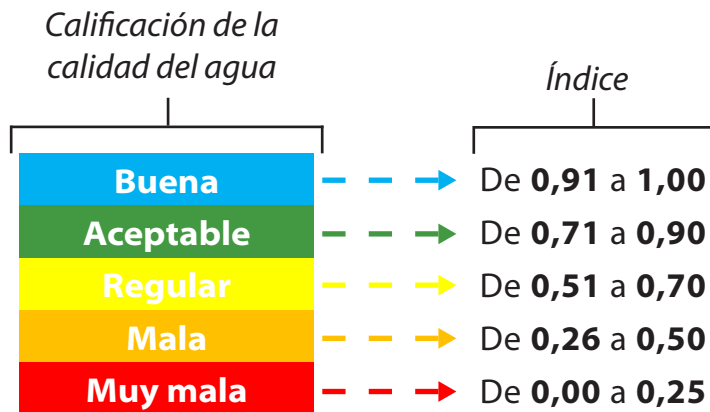 Calificación de la
calidad del agua
Índice
Buena De 0,91 a 1,00
Aceptable De 0,71 a 0,90
Regular De 0,51 a 0,70
Mala De 0,26 a 0,50
Muy mala De 0,00 a 0,25